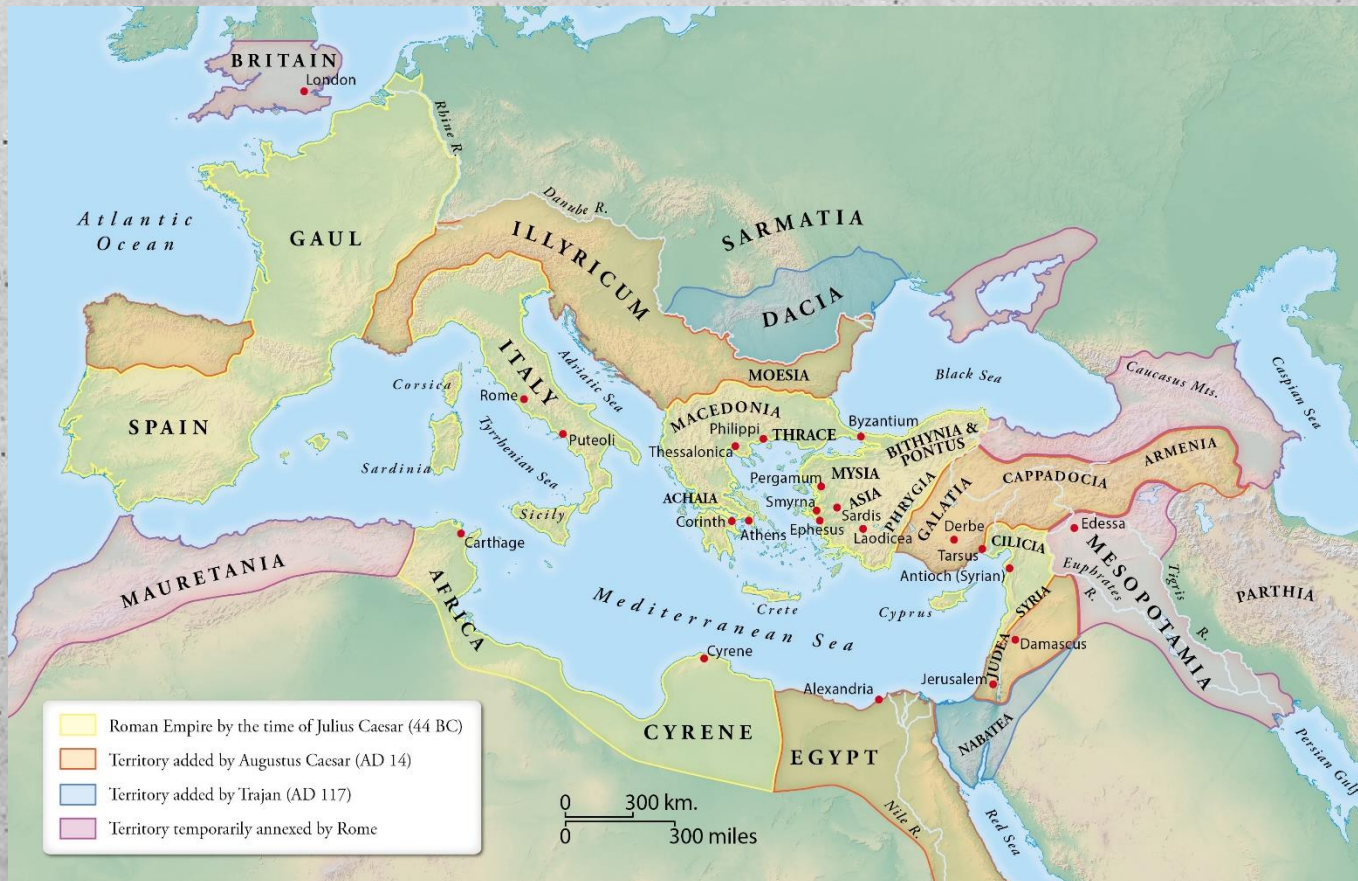 BRITAIN
London
Rhine R.
Atlantic
Ocean
GAUL
Danube R.
ILLYRICUM
SARMATIA
DACIA
SPAIN
Corsica
Sardinia
ITALY
Rome
Puteoli
Adriatic Sea
Tyrrhenian Sea
Sicily
MOESIA
Black Sea
Caucasus Mts.
Caspian Sea
MACEDONIA
Philippi
THRACE
Thessalonica
Byzantium
BITHYNIA &
PONTUS
Pergamum
MYSIA
Smyrna
ASIA
Sardis
Ephesus
Laodicea
PHRYGIA
GALATIA
CAPPADOCIA
ARMENIA
ACHAIA
Corinth
Athens
Derbe
Tarsus
CILICIA
Edessa
Antioch (Syrian)
MESOPOTAMIA
Euphrates
R.
Tigris
R.
PARTHIA
MAURETANIA
Carthage
AFRICA
Mediterranean Sea
Crete
Cyprus
SYRIA
Damascus
JUDEA
Jerusalem
Cyrene
CYRENE
Alexandria
EGYPT
NABATEA
Nile R.
Red Sea
Persian Gulf
Roman Empire by the time of Julius Caesar (44 BC)
Territory added by Augustus Caesar (AD 14)
Territory added by Trajan (AD 117)
Territory temporarily annexed by Rome
0 300 km.
0 300 miles